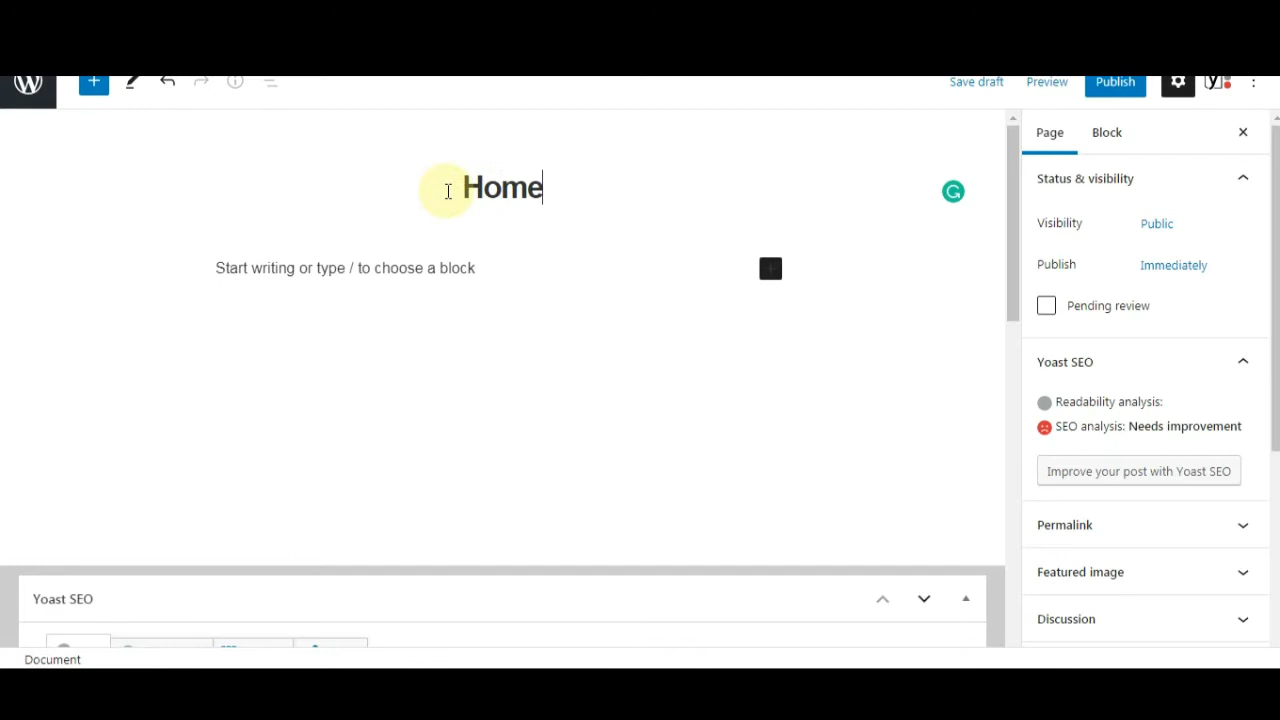 Save draft
Preview
Publish
Page
Block
Home
Status & visibility
Visibility
Public
Start writing or type / to choose a block
Publish
Immediately
Pending review
Yoast SEO
Readability analysis:
SEO analysis: Needs improvement
Improve your post with Yoast SEO
Permalink
Featured image
Discussion
Yoast SEO
Document